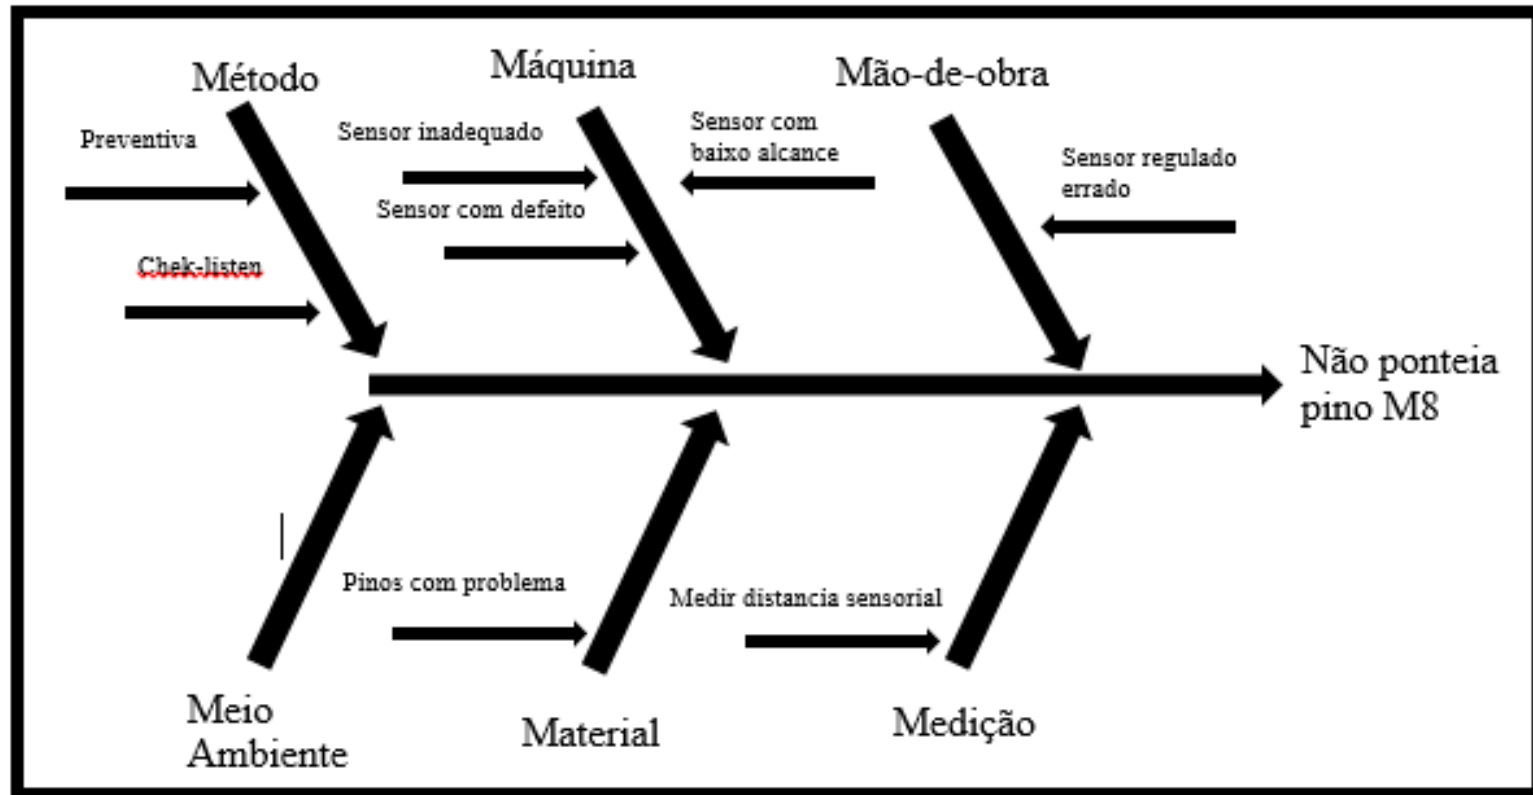 Método
Máquina
Mão-de-obra
Preventiva
Sensor inadequado
Sensor com
baixo alcance
Sensor regulado
errado
Sensor com defeito
Chek-listen
Não ponteia
pino M8
Pinos com problema
Medir distancia sensorial
Meio
Ambiente
Material
Medição